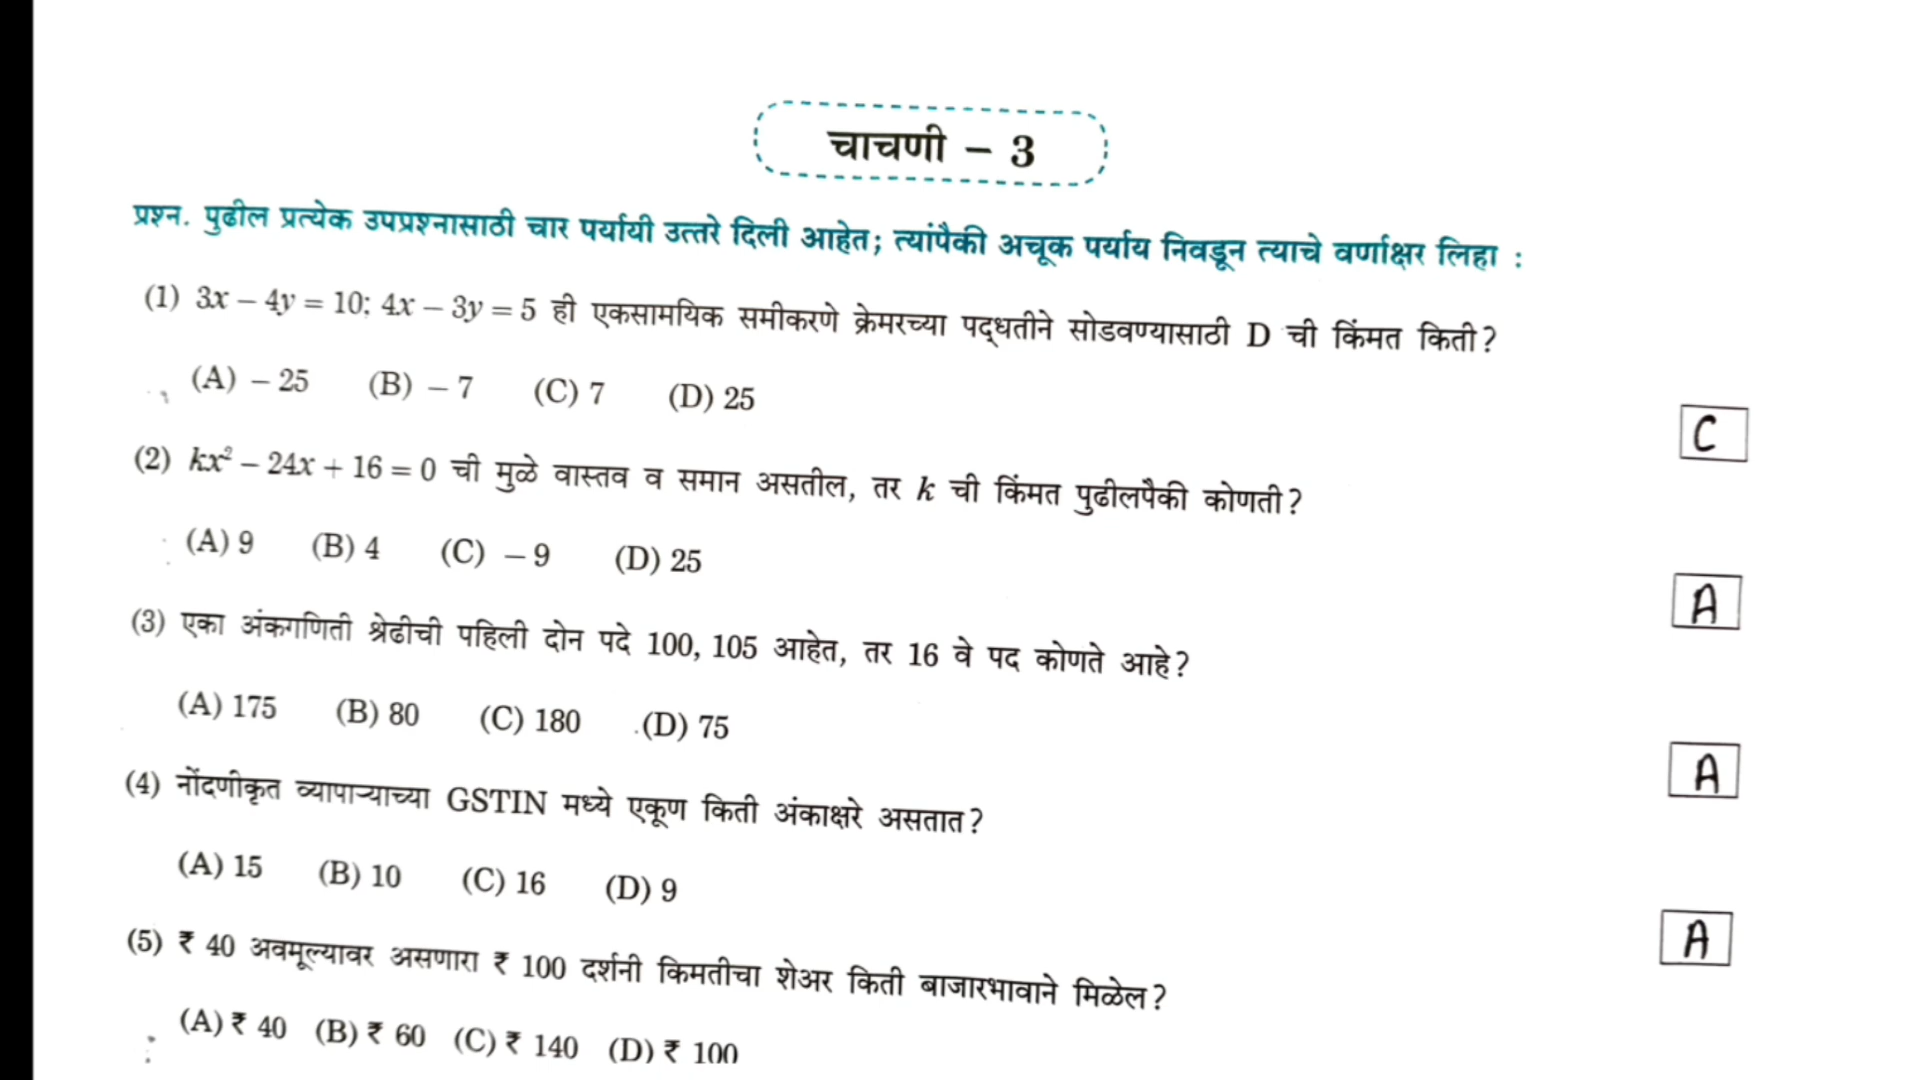 चाचणी – 3
प्रश्न. पुढील प्रत्येक उपप्रश्नासाठी चार पर्यायी उत्तरे दिली आहेत; त्यांपैकी अचूक पर्याय निवडून त्याचे वर्णाक्षर लिहा :
(1) 3x – 4y = 10; 4x – 3y = 5 ही एकसामयिक समीकरणे क्रेमरच्या पद्धतीने सोडवण्यासाठी D ची किंमत किती?
(A) – 25 (B) – 7 (C) 7 (D) 25
C
(2) kx² – 24x + 16 = 0 ची मुळे वास्तव व समान असतील, तर k ची किंमत पुढीलपैकी कोणती?
(A) 9 (B) 4 (C) – 9 (D) 25
A
(3) एका अंकगणिती श्रेढीची पहिली दोन पदे 100, 105 आहेत, तर 16 वे पद कोणते आहे?
(A) 175 (B) 80 (C) 180 (D) 75
A
(4) नोंदणीकृत व्यापाऱ्याच्या GSTIN मध्ये एकूण किती अंकाक्षरे असतात?
(A) 15 (B) 10 (C) 16 (D) 9
A
(5) ₹ 40 अवमूल्यावर असणारा ₹ 100 दर्शनी किमतीचा शेअर किती बाजारभावाने मिळेल?
(A) ₹ 40 (B) ₹ 60 (C) ₹ 140 (D) ₹ 100